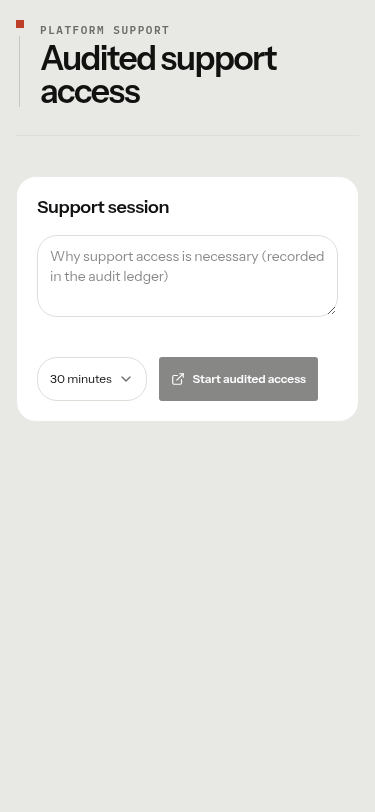 PLATFORM SUPPORT
Audited support
access
Support session
Why support access is necessary (recorded
in the audit ledger)
30 minutes
Start audited access